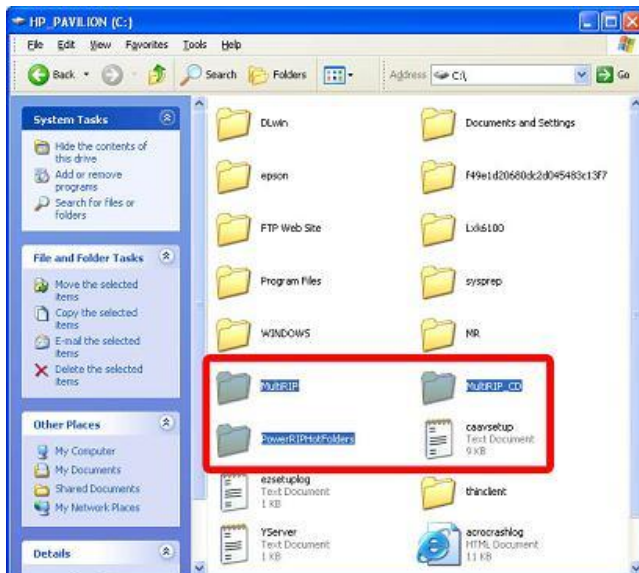 HP_PAVILION (C:)
File Edit View Favorites Tools Help
Back Search Folders Address C:\ Go
System Tasks
Hide the contents of
this drive
Add or remove
programs
Search for files or
folders
File and Folder Tasks
Move the selected
items
Copy the selected
items
E-mail the selected
items
Delete the selected
items
Other Places
My Computer
My Documents
Shared Documents
My Network Places
Details
DLwin
Documents and Settings
epson
f49e1d20680dc2d045483c13f7
FTP Web Site
Lxk6100
Program Files
sysprep
WINDOWS
MR
MultiRIP
MultiRIP_CD
PowerRIPHotFolders
caavsetup
Text Document
9 KB
ezsetuplog
Text Document
1 KB
thinclient
YServer
Text Document
1 KB
acrocrashlog
HTML Document
11 KB